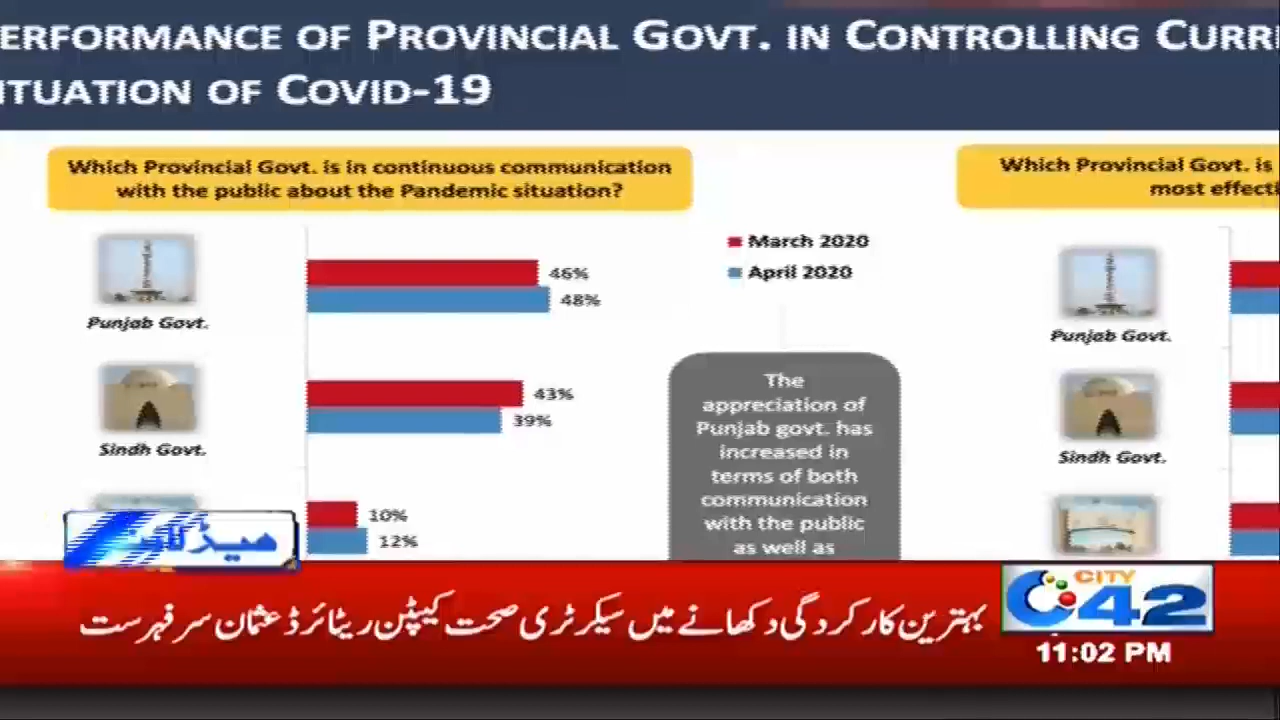 ERFORMANCE OF PROVINCIAL GOVT. IN CONTROLLING CURR
ITUATION OF COVID-19
Which Provincial Govt. is in continuous communication
with the public about the Pandemic situation?
Which Provincial Govt. is
most effecti
March 2020
April 2020
46%
48%
Punjab Govt.
Punjab Govt.
43%
39%
Sindh Govt.
Sindh Govt.
10%
12%
The
appreciation of
Punjab govt. has
increased in
terms of both
communication
with the public
as well as
ہیڈلائنز
بہترین کارکردگی دکھانے میں سیکرٹری صحت کیپٹن ریٹائرڈ عثمان سرفہرست
CITY
42
11:02 PM